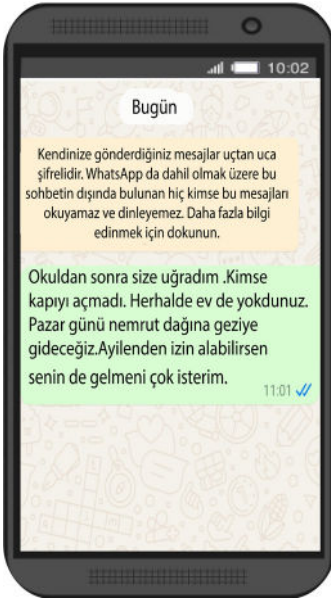 10:02
Bugün
Kendinize gönderdiğiniz mesajlar uçtan uca
şifrelidir. WhatsApp da dahil olmak üzere bu
sohbetin dışında bulunan hiç kimse bu mesajları
okuyamaz ve dinleyemez. Daha fazla bilgi
edinmek için dokunun.
Okuldan sonra size uğradım .Kimse
kapıyı açmadı. Herhalde ev de yokdunuz.
Pazar günü nemrut dağına geziye
gideceğiz.Ayilenden izin alabilirsen
senin de gelmeni çok isterim.
11:01